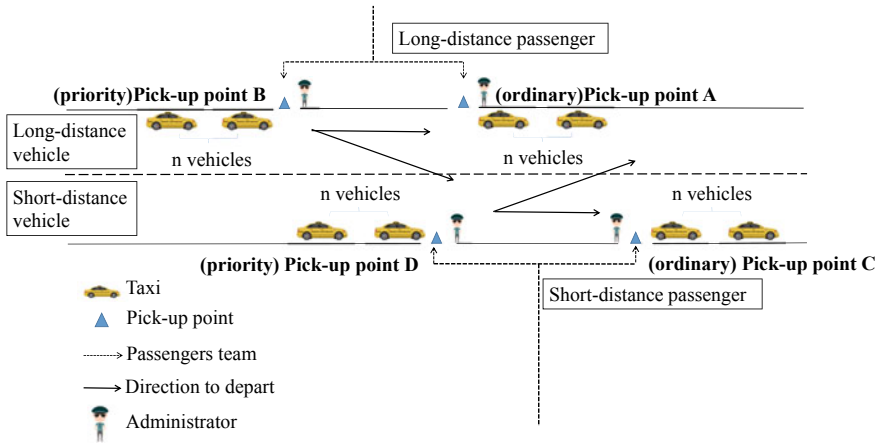 Long-distance passenger
(priority)Pick-up point B
(ordinary)Pick-up point A
Long-distance
vehicle
n vehicles
n vehicles
Short-distance
vehicle
n vehicles
n vehicles
(priority) Pick-up point D
(ordinary) Pick-up point C
Short-distance passenger
Taxi
Pick-up point
Passengers team
Direction to depart
Administrator